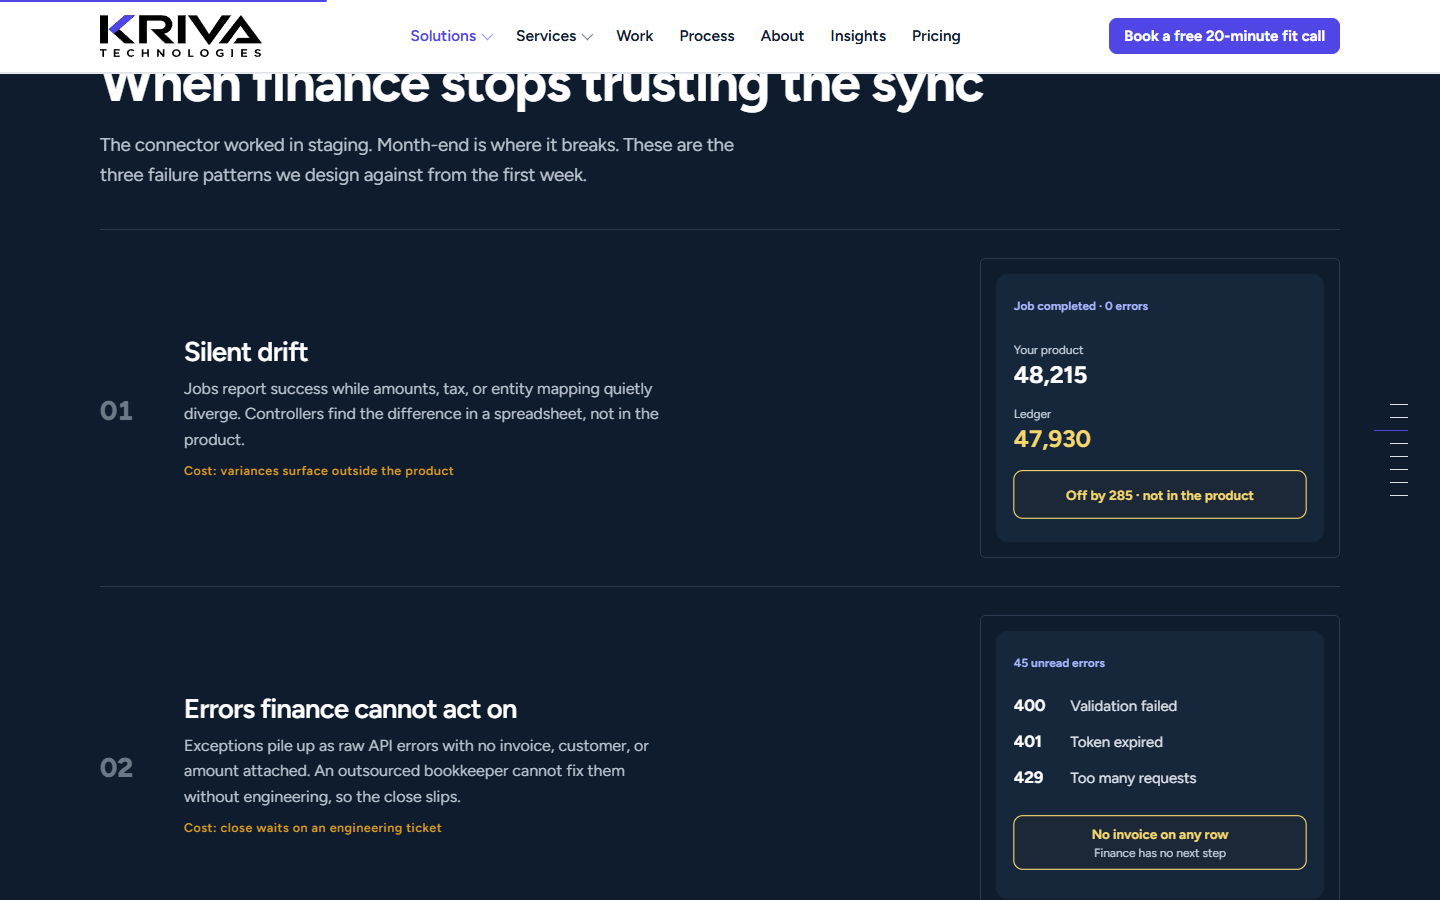 KRIVA
TECHNOLOGIES
Solutions
Services
Work
Process
About
Insights
Pricing
Book a free 20-minute fit call
When finance stops trusting the sync
The connector worked in staging. Month-end is where it breaks. These are the
three failure patterns we design against from the first week.
01
Silent drift
Jobs report success while amounts, tax, or entity mapping quietly
diverge. Controllers find the difference in a spreadsheet, not in the
product.
Cost: variances surface outside the product
Job completed · 0 errors
Your product
48,215
Ledger
47,930
Off by 285 · not in the product
02
Errors finance cannot act on
Exceptions pile up as raw API errors with no invoice, customer, or
amount attached. An outsourced bookkeeper cannot fix them
without engineering, so the close slips.
Cost: close waits on an engineering ticket
45 unread errors
400 Validation failed
401 Token expired
429 Too many requests
No invoice on any row
Finance has no next step